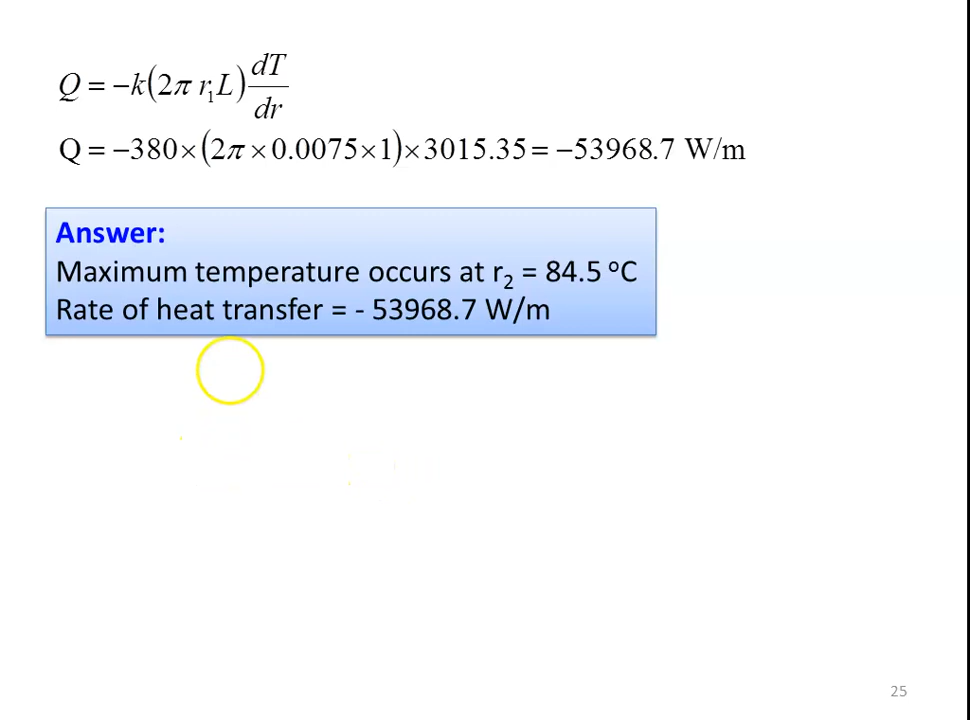 Q = −k(2π r₁L) dT/dr
Q = −380×(2π×0.0075×1)×3015.35 = −53968.7 W/m
Answer:
Maximum temperature occurs at r₂ = 84.5 ᵒC
Rate of heat transfer = - 53968.7 W/m
25